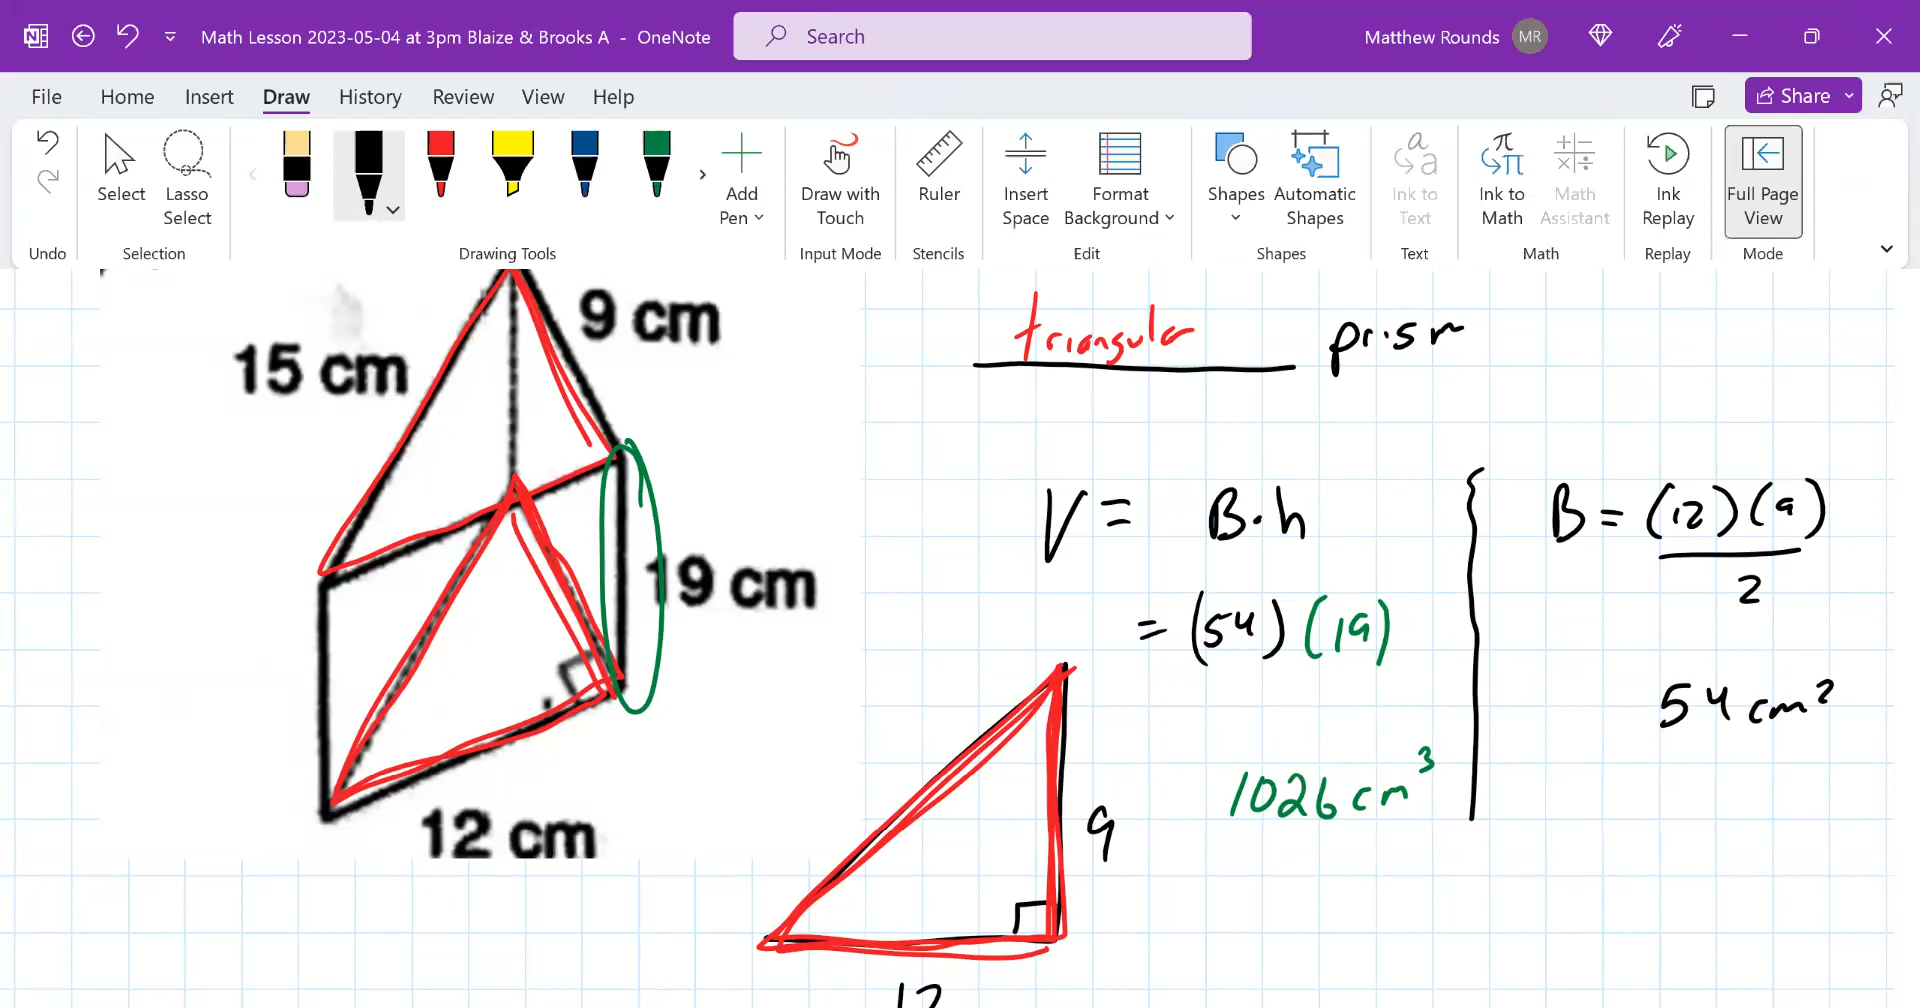 Math Lesson 2023-05-04 at 3pm Blaize & Brooks A - OneNote
Search
Matthew Rounds MR
File Home Insert Draw History Review View Help
Share
Select
Lasso Select
Add Pen
Draw with Touch
Ruler
Insert Space
Format Background
Shapes
Automatic Shapes
Ink to Text
Ink to Math
Math Assistant
Ink Replay
Full Page View
Undo Selection Drawing Tools Input Mode Stencils Edit Shapes Text Math Replay Mode
9 cm
15 cm
19 cm
12 cm
triangular prism
V = B·h
= (54)(19)
1026 cm³
B = (12)(9)
2
54 cm²
9
12